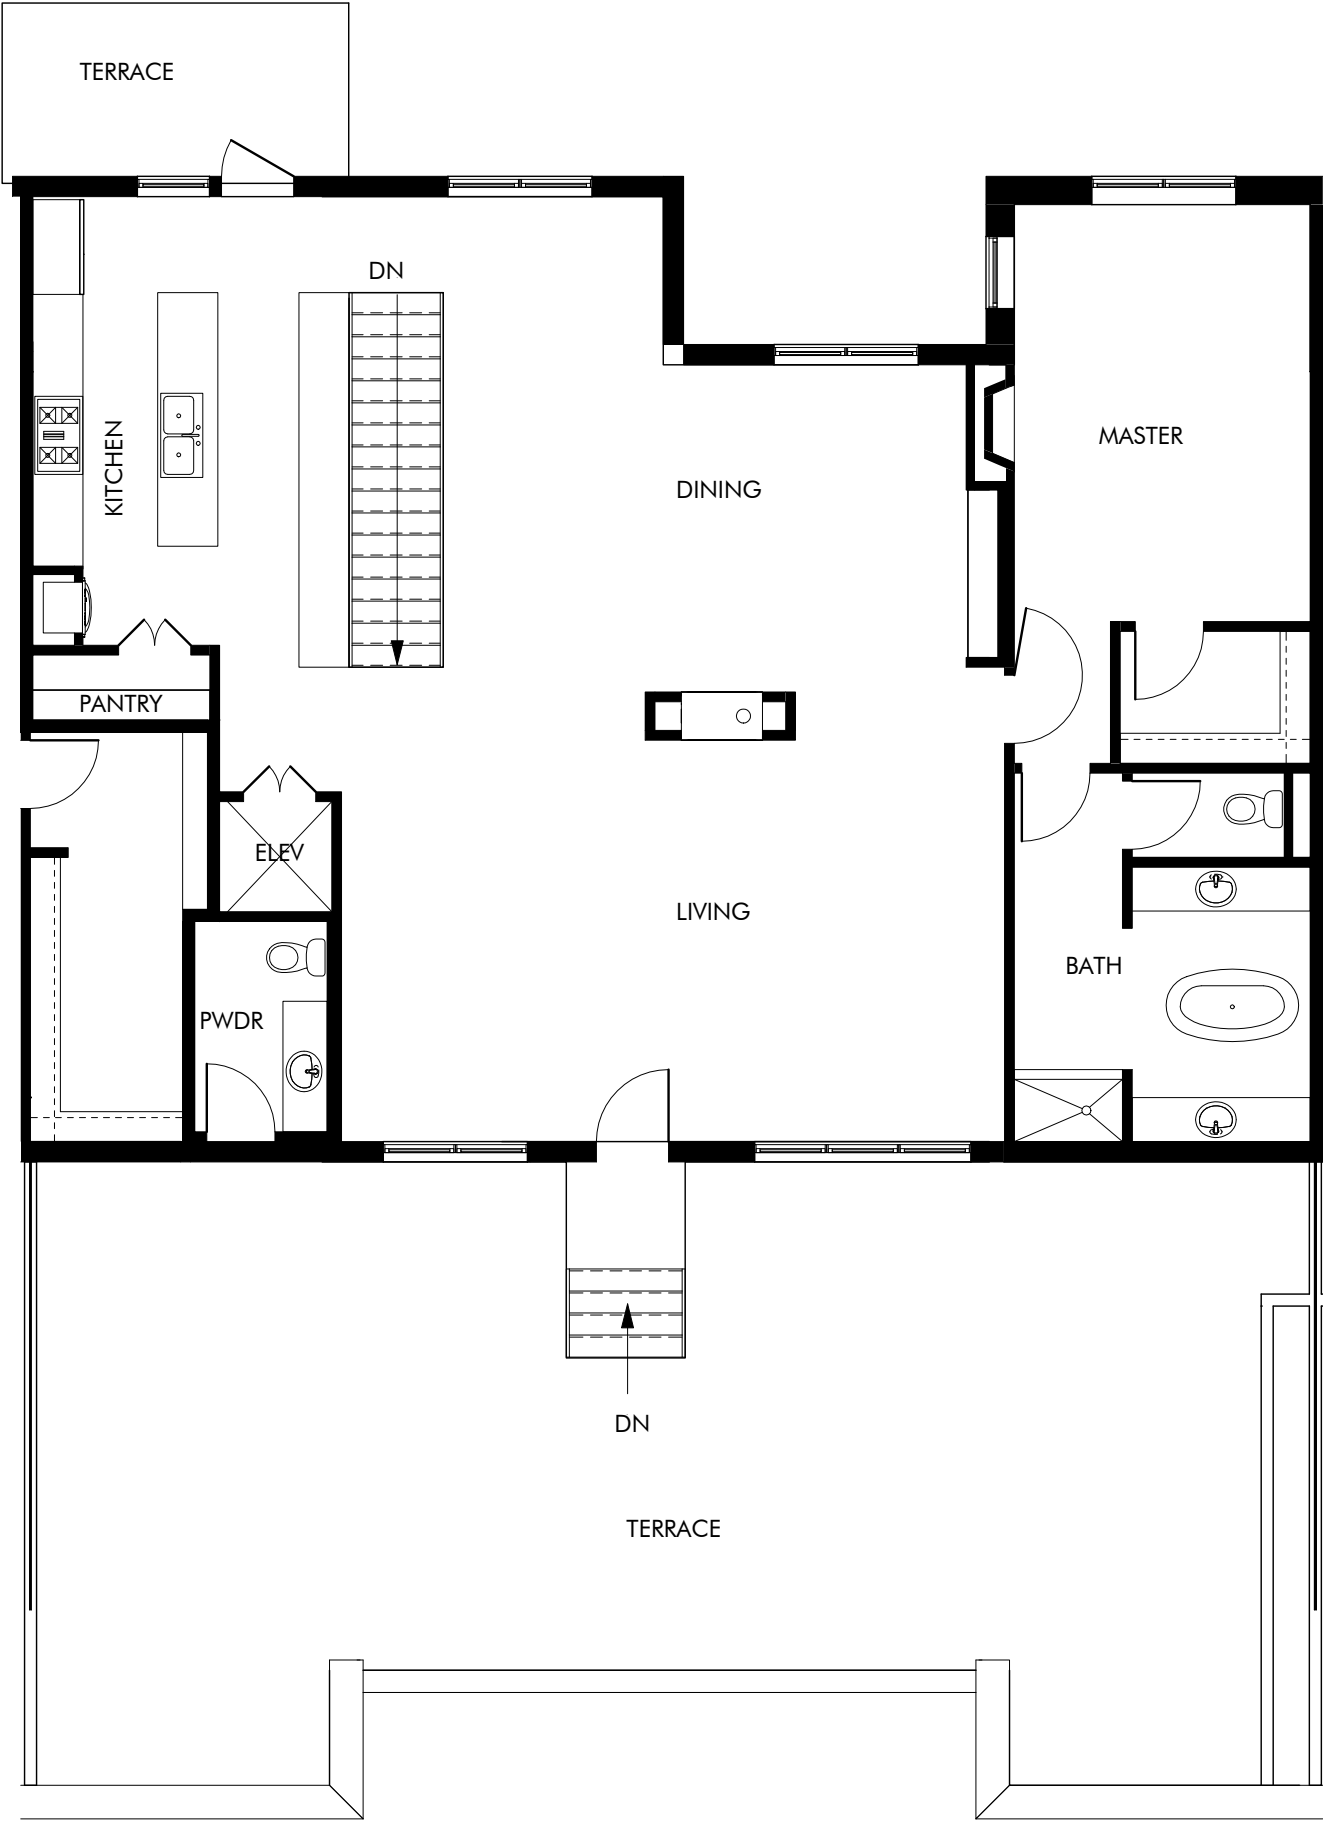 TERRACE
DN
KITCHEN
MASTER
DINING
PANTRY
ELEV
LIVING
BATH
PWDR
DN
TERRACE